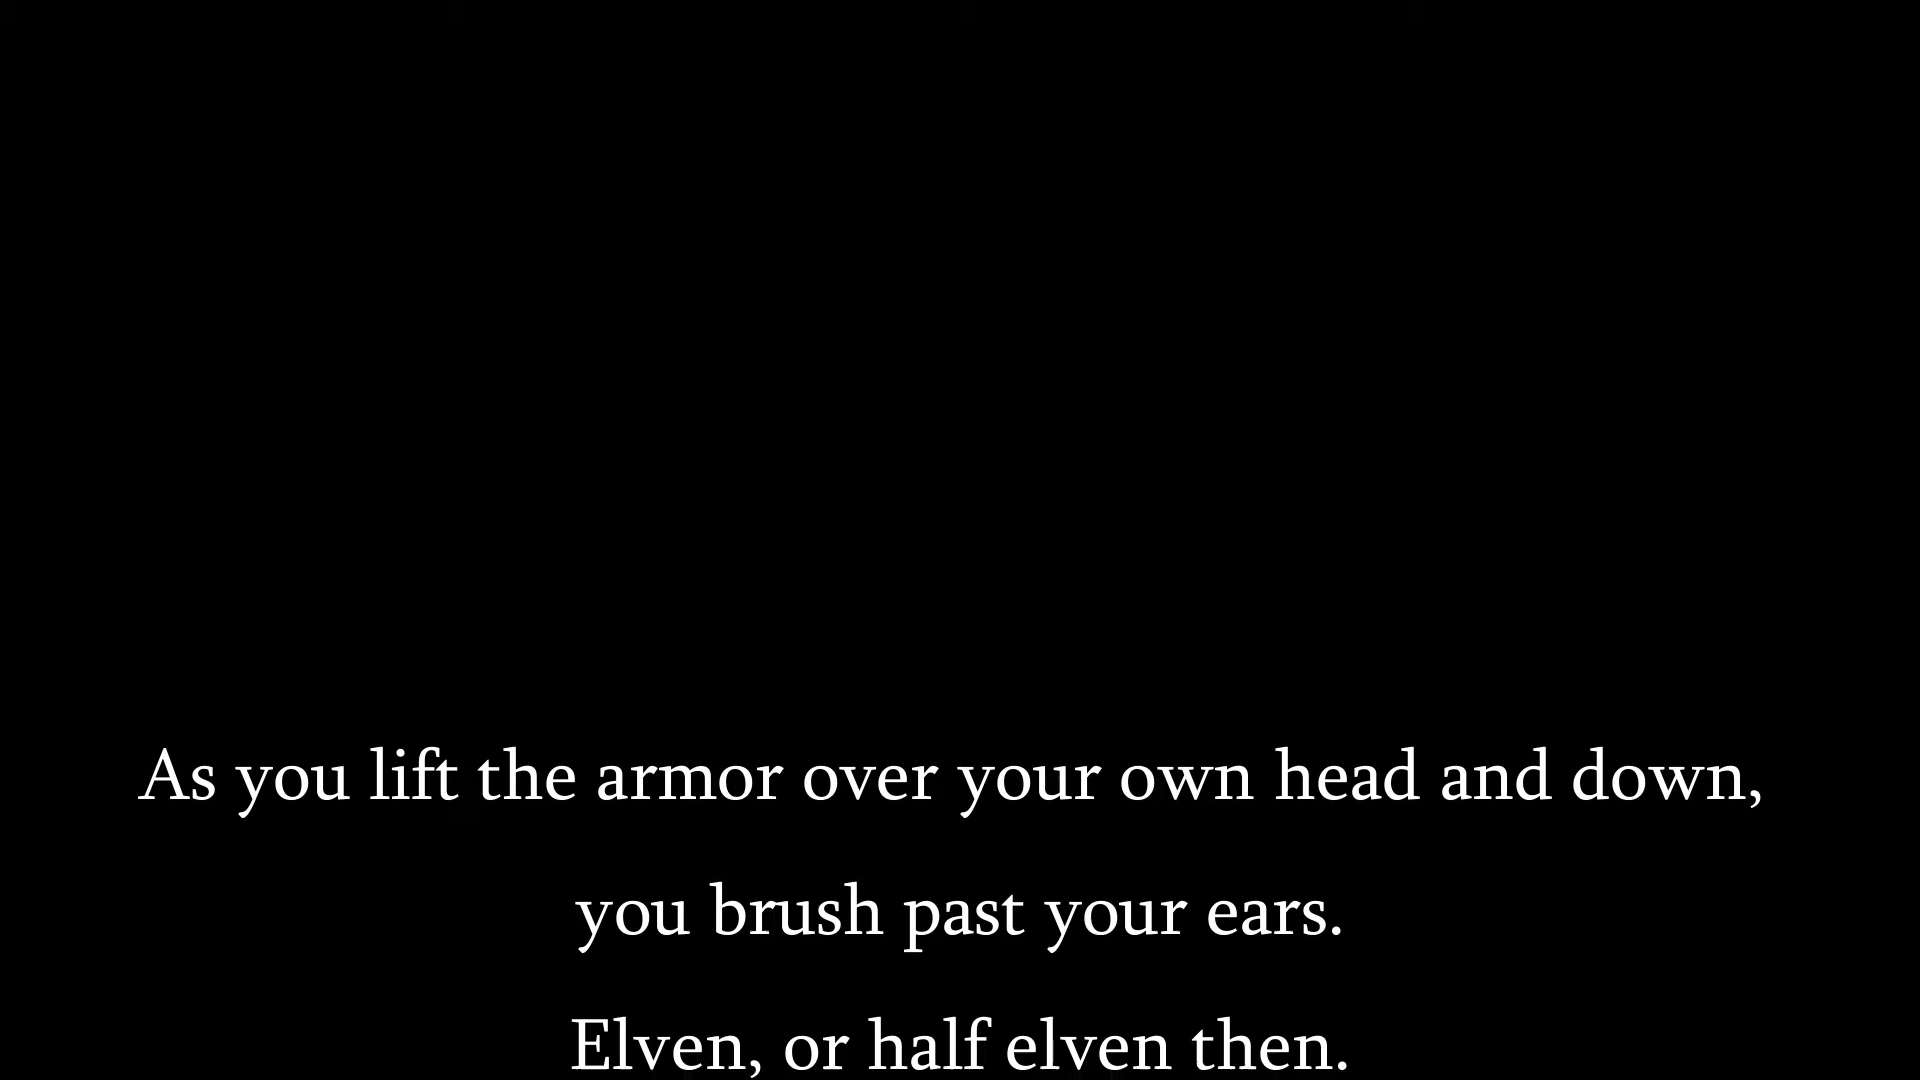 As you lift the armor over your own head and down,
you brush past your ears.
Elven, or half elven then.